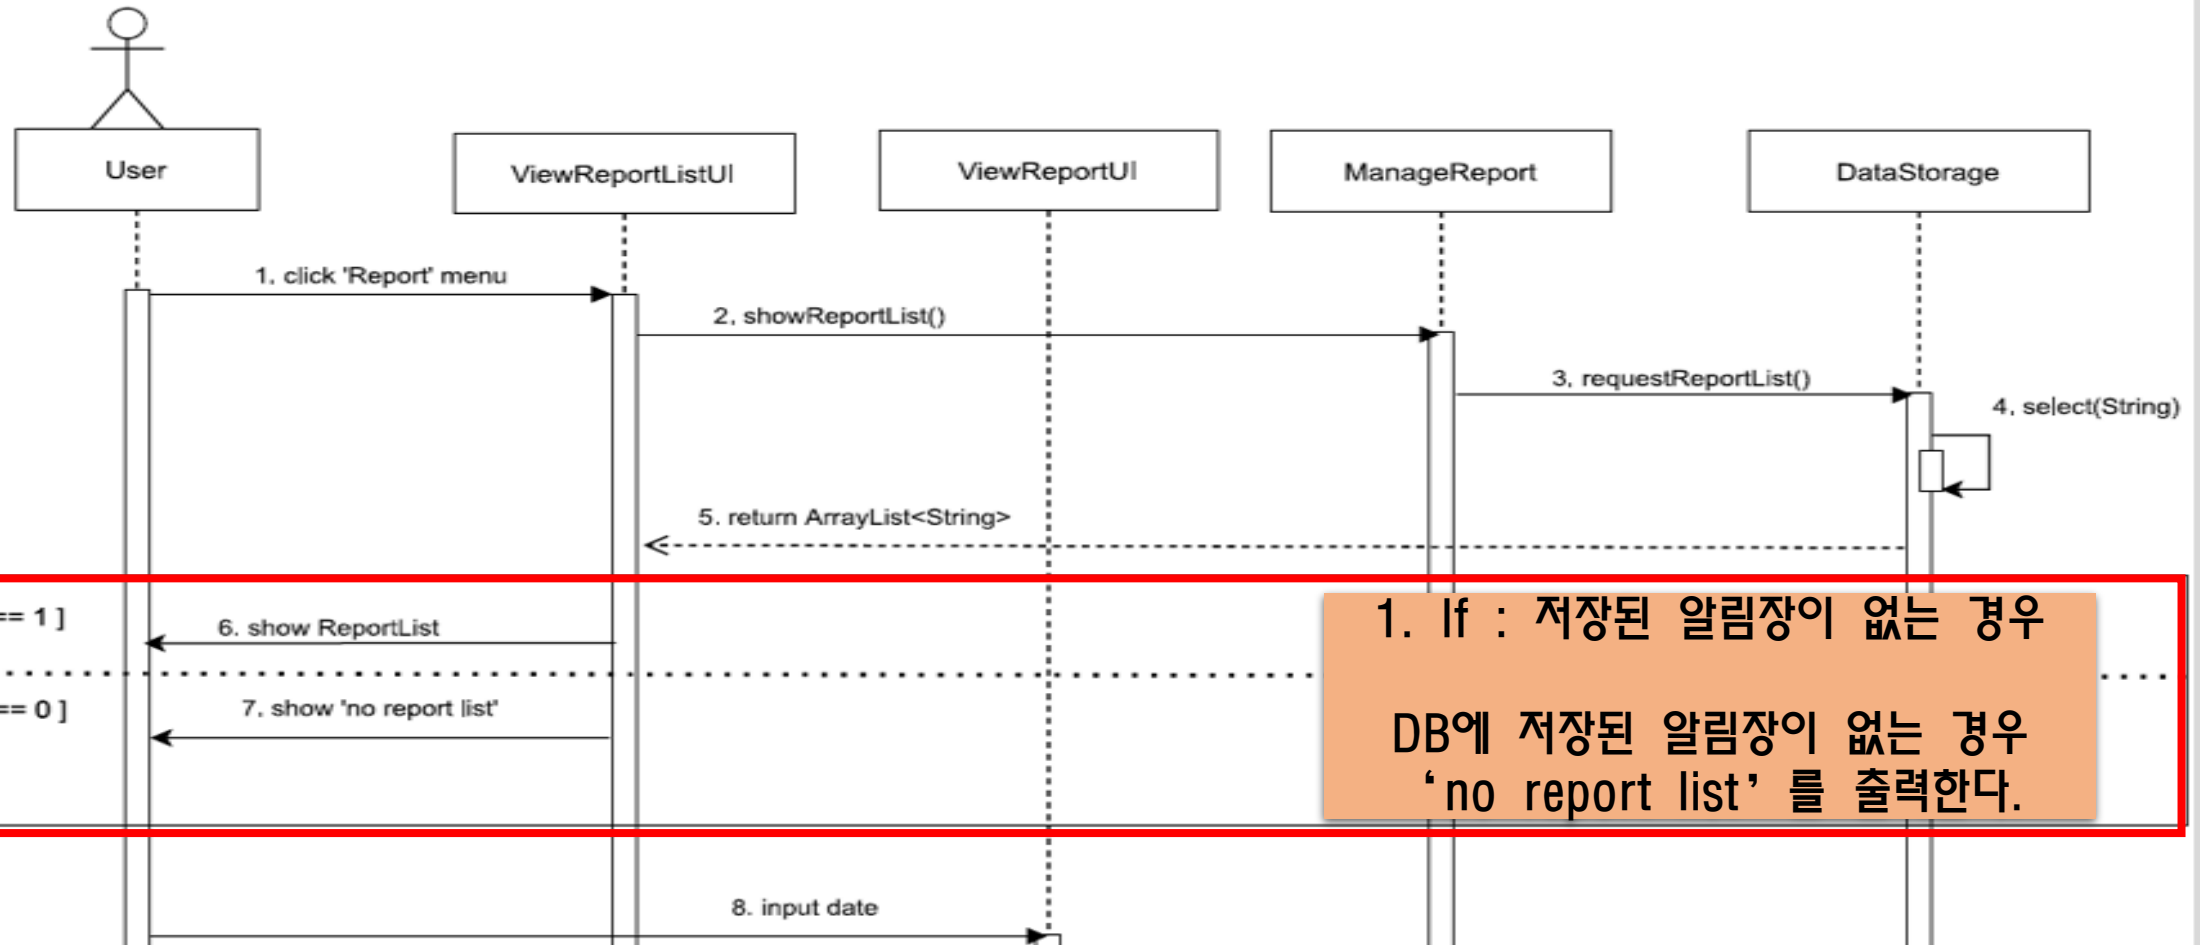 User
ViewReportListUI
ViewReportUI
ManageReport
DataStorage
1. click 'Report' menu
2. showReportList()
3. requestReportList()
4. select(String)
5. return ArrayList<String>
== 1 ]
6. show ReportList
== 0 ]
7. show 'no report list'
1. If : 저장된 알림장이 없는 경우
DB에 저장된 알림장이 없는 경우
‘no report list’를 출력한다.
8. input date